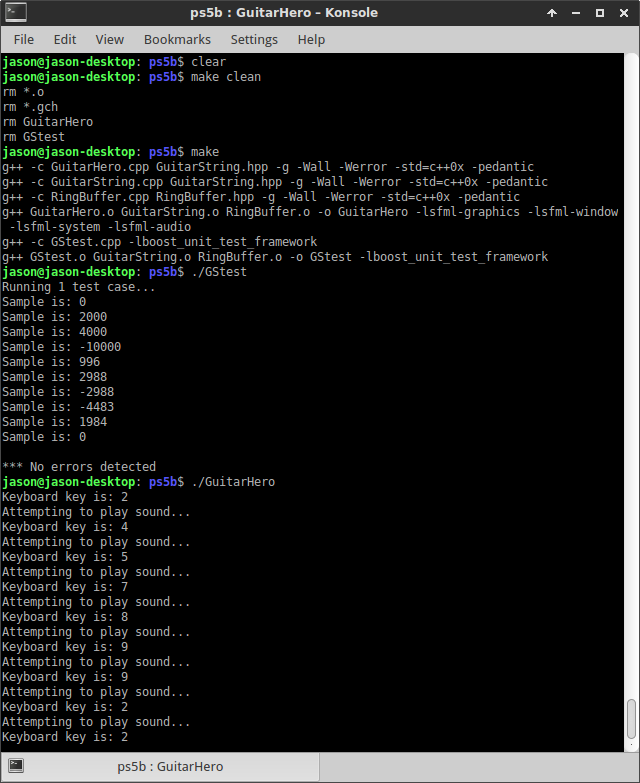 ps5b : GuitarHero – Konsole
File Edit View Bookmarks Settings Help
jason@jason-desktop: ps5b$ clear
jason@jason-desktop: ps5b$ make clean
rm *.o
rm *.gch
rm GuitarHero
rm GStest
jason@jason-desktop: ps5b$ make
g++ -c GuitarHero.cpp GuitarString.hpp -g -Wall -Werror -std=c++0x -pedantic
g++ -c GuitarString.cpp GuitarString.hpp -g -Wall -Werror -std=c++0x -pedantic
g++ -c RingBuffer.cpp RingBuffer.hpp -g -Wall -Werror -std=c++0x -pedantic
g++ GuitarHero.o GuitarString.o RingBuffer.o -o GuitarHero -lsfml-graphics -lsfml-window
-lsfml-system -lsfml-audio
g++ -c GStest.cpp -lboost_unit_test_framework
g++ GStest.o GuitarString.o RingBuffer.o -o GStest -lboost_unit_test_framework
jason@jason-desktop: ps5b$ ./GStest
Running 1 test case...
Sample is: 0
Sample is: 2000
Sample is: 4000
Sample is: -10000
Sample is: 996
Sample is: 2988
Sample is: -2988
Sample is: -4483
Sample is: 1984
Sample is: 0
*** No errors detected
jason@jason-desktop: ps5b$ ./GuitarHero
Keyboard key is: 2
Attempting to play sound...
Keyboard key is: 4
Attempting to play sound...
Keyboard key is: 5
Attempting to play sound...
Keyboard key is: 7
Attempting to play sound...
Keyboard key is: 8
Attempting to play sound...
Keyboard key is: 9
Attempting to play sound...
Keyboard key is: 9
Attempting to play sound...
Keyboard key is: 2
Attempting to play sound...
Keyboard key is: 2
ps5b : GuitarHero